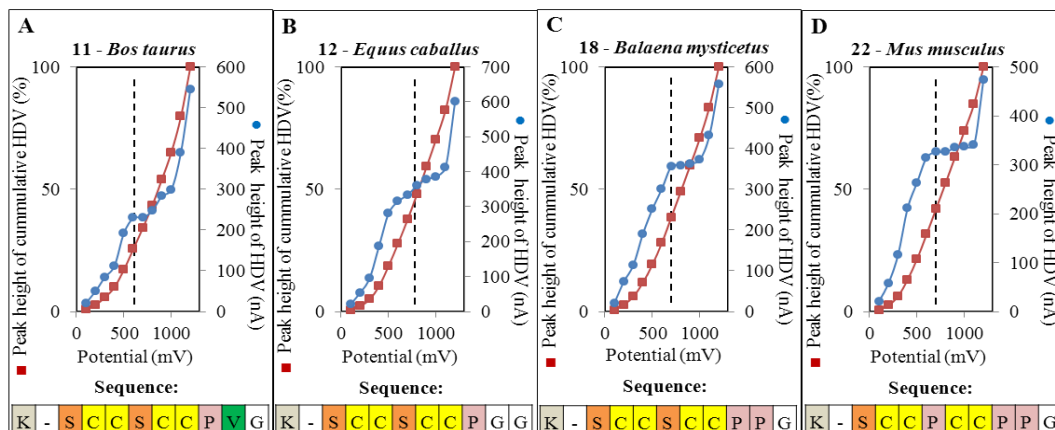 A
11 - Bos taurus
Peak height of cummulative HDV (%)
100
50
0
600
500
400
300
200
100
0
Peak height of HDV (nA)
0 500 1000
Potential (mV)
Sequence:
K - S C C S C C P V G
B
12 - Equus caballus
Peak height of cummulative HDV(%)
100
50
0
700
600
500
400
300
200
100
0
Peak height of HDV (nA)
0 500 1000
Potential (mV)
Sequence:
K - S C C S C C P G G
C
18 - Balaena mysticetus
Peak height of cummulative HDV(%)
100
50
0
600
500
400
300
200
100
0
Peak height of HDV (nA)
0 500 1000
Potential (mV)
Sequence:
K - S C C S C C P P G
D
22 - Mus musculus
Peak height of cummulative HDV (%)
100
50
0
500
400
300
200
100
0
Peak height of HDV (nA)
0 500 1000
Potential (mV)
Sequence:
K - S C C P C C P P G